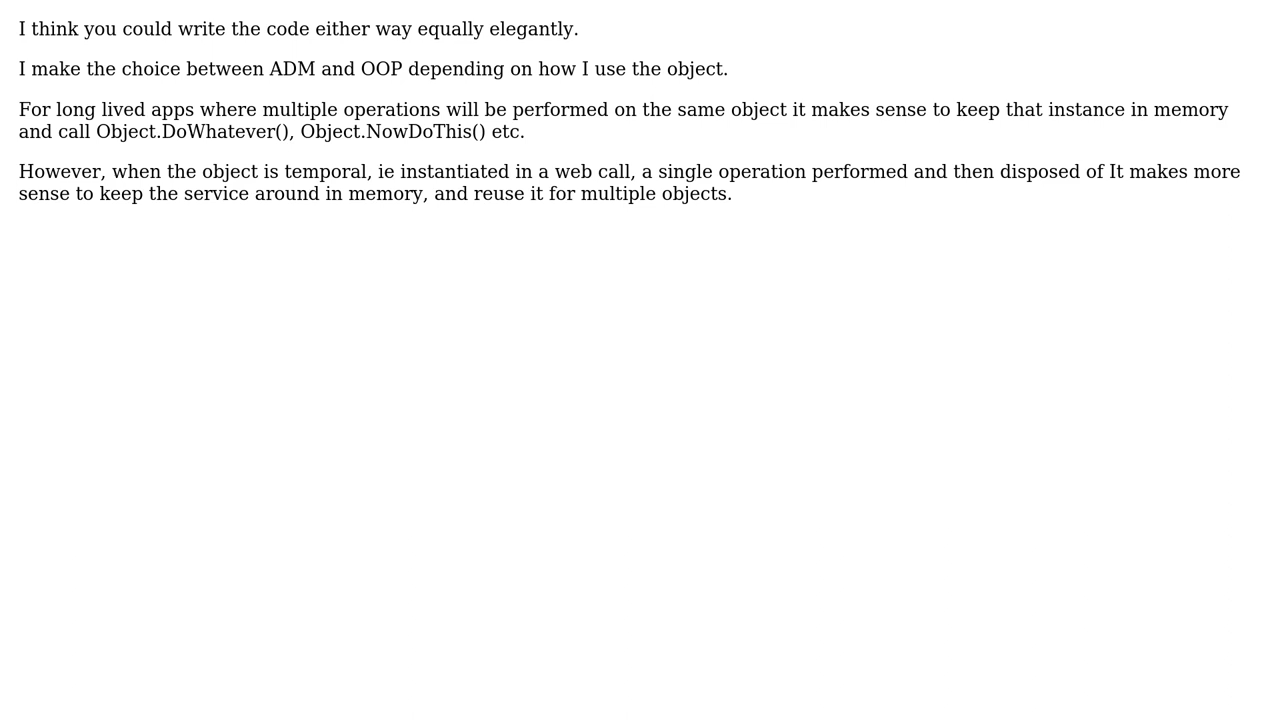 I think you could write the code either way equally elegantly.
I make the choice between ADM and OOP depending on how I use the object.
For long lived apps where multiple operations will be performed on the same object it makes sense to keep that instance in memory
and call Object.DoWhatever(), Object.NowDoThis() etc.
However, when the object is temporal, ie instantiated in a web call, a single operation performed and then disposed of It makes more
sense to keep the service around in memory, and reuse it for multiple objects.